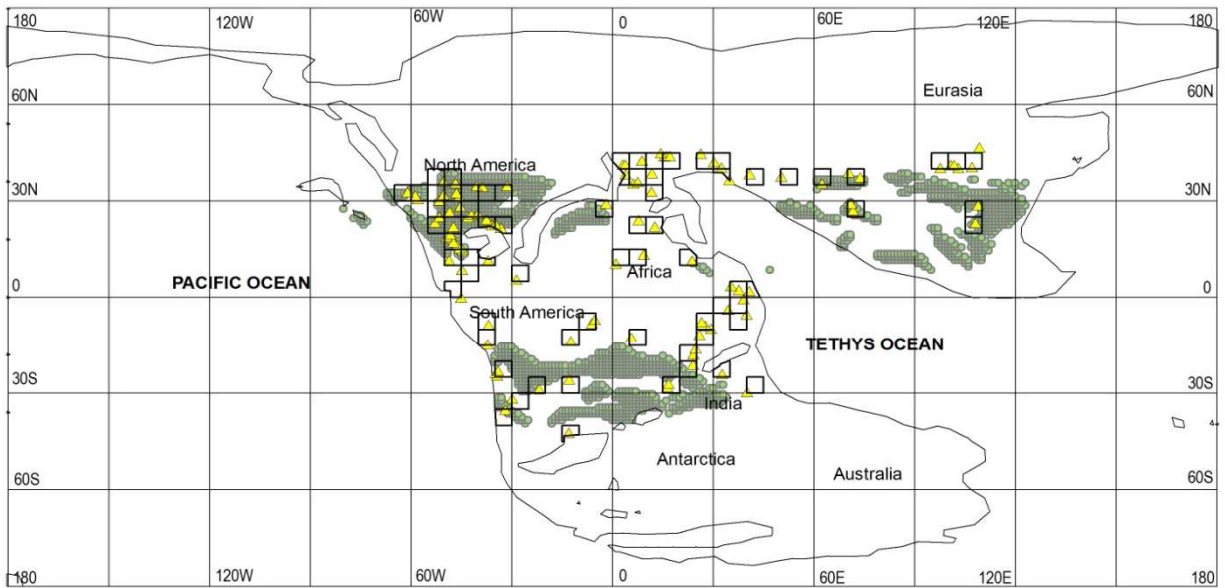 180 120W 60W 0 60E 120E 180
60N Eurasia 60N
North America
30N 30N
Africa
PACIFIC OCEAN
0 0
South America
TETHYS OCEAN
30S 30S
India
Antarctica
Australia
60S 60S
180 120W 60W 0 60E 120E 180